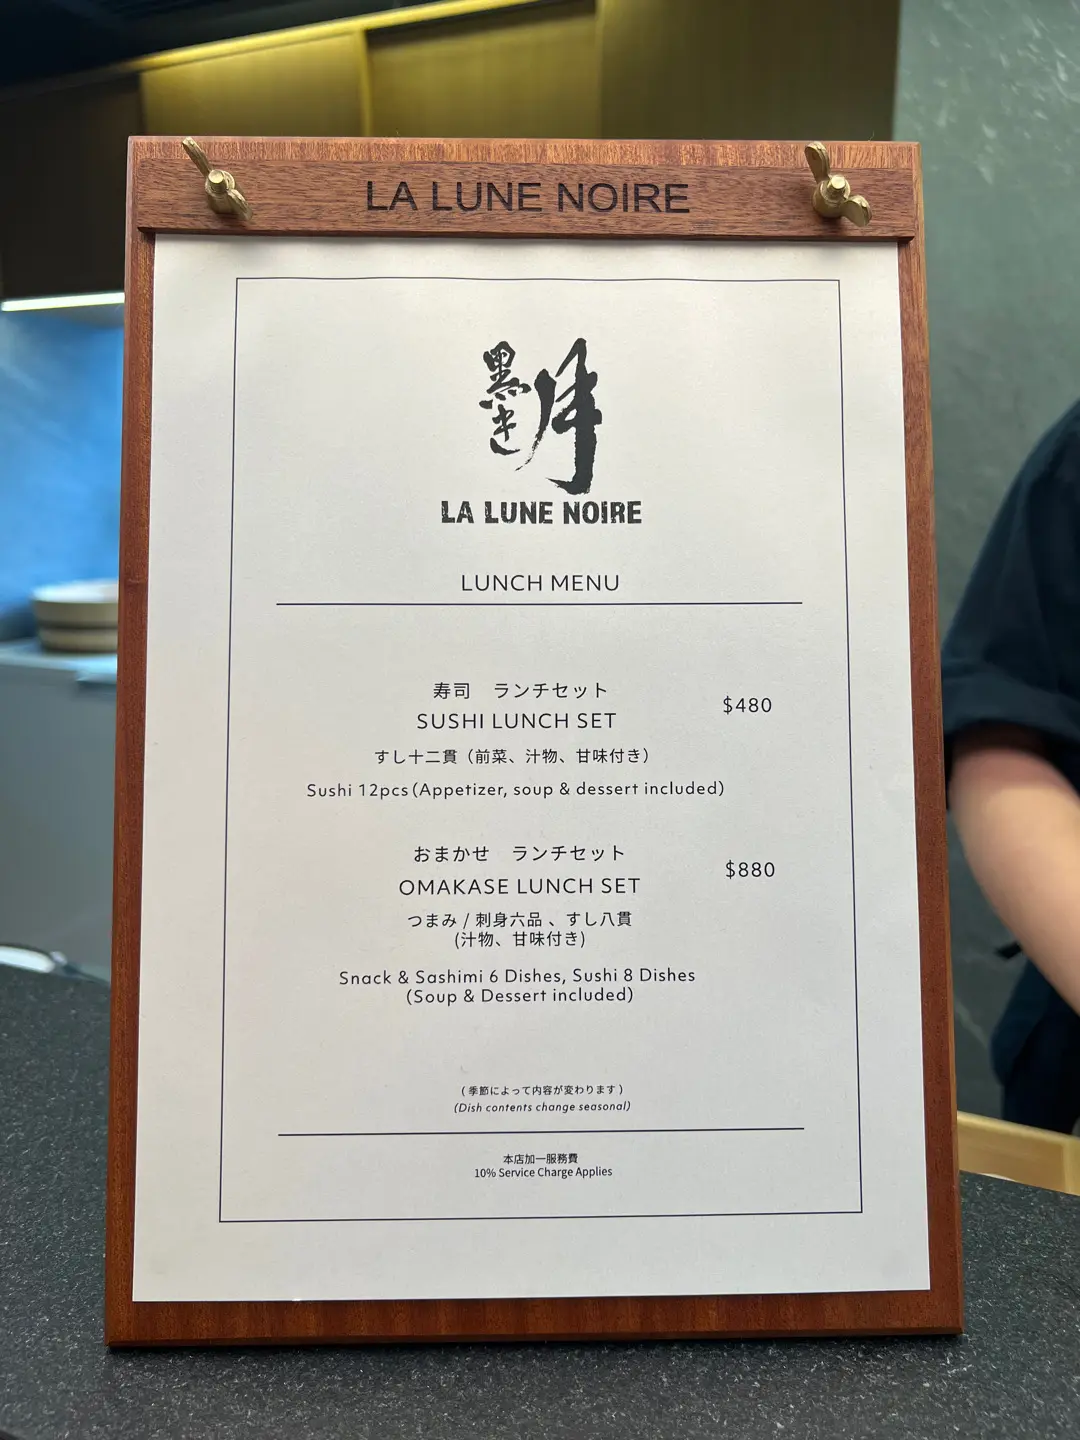 LA LUNE NOIRE
黒き月
LA LUNE NOIRE
LUNCH MENU
寿司 ランチセット
SUSHI LUNCH SET
$480
すし十二貫（前菜、汁物、甘味付き）
Sushi 12pcs(Appetizer, soup & dessert included)
おまかせ ランチセット
OMAKASE LUNCH SET
$880
つまみ / 刺身六品 、すし八貫
(汁物、甘味付き)
Snack & Sashimi 6 Dishes, Sushi 8 Dishes
(Soup & Dessert included)
( 季節によって内容が変わります )
(Dish contents change seasonal)
本店加一服務費
10% Service Charge Applies